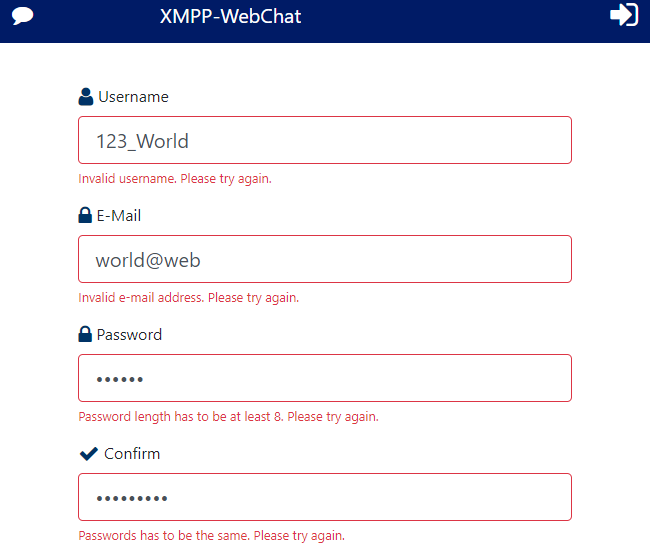 XMPP-WebChat
Username
123_World
Invalid username. Please try again.
E-Mail
world@web
Invalid e-mail address. Please try again.
Password
••••••
Password length has to be at least 8. Please try again.
Confirm
•••••••••
Passwords has to be the same. Please try again.